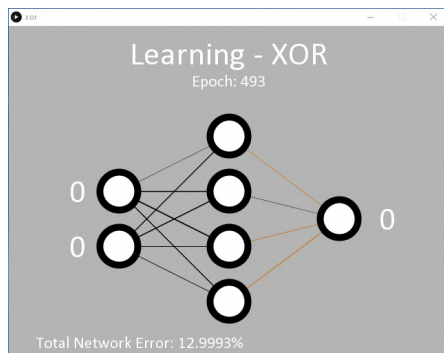 xor
Learning - XOR
Epoch: 493
0
0
0
Total Network Error: 12.9993%